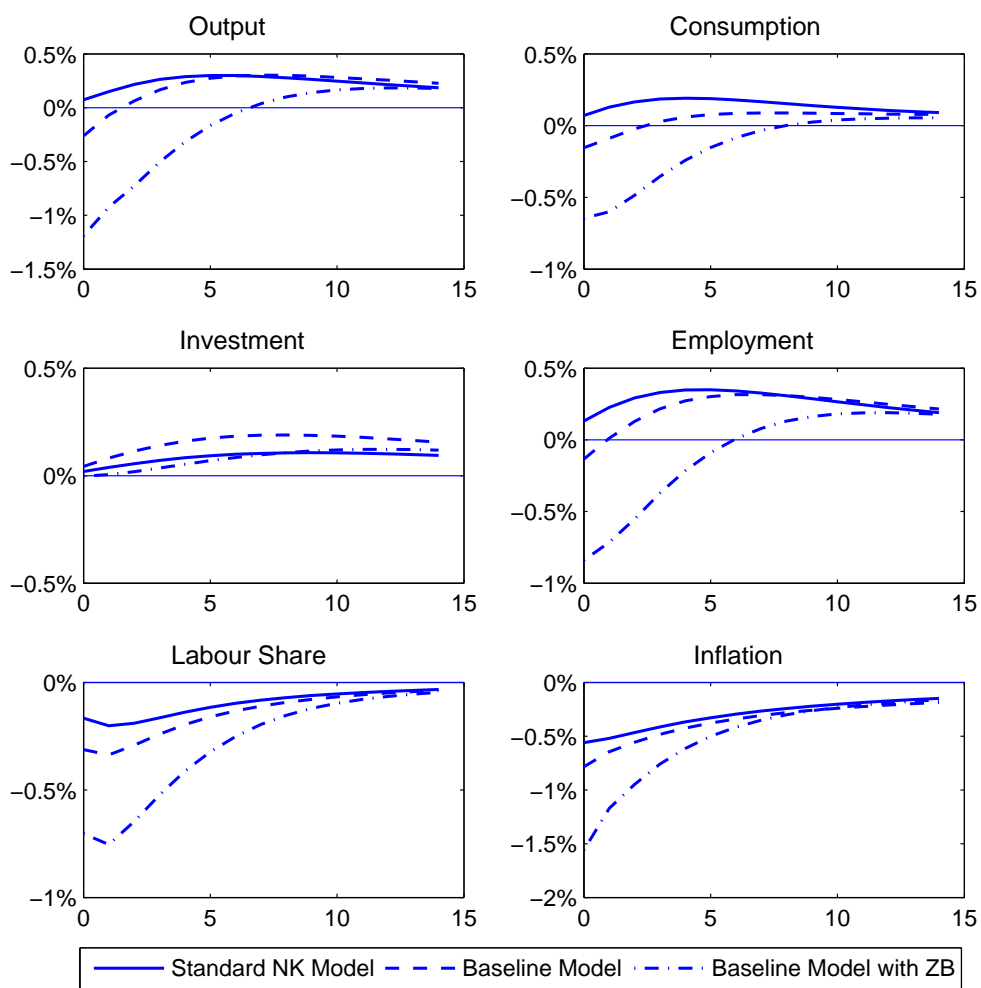 Output
0.5%
0%
−0.5%
−1%
−1.5%
0 5 10 15
Consumption
0.5%
0%
−0.5%
−1%
0 5 10 15
Investment
0.5%
0%
−0.5%
0 5 10 15
Employment
0.5%
0%
−0.5%
−1%
0 5 10 15
Labour Share
0%
−0.5%
−1%
0 5 10 15
Inflation
0%
−0.5%
−1%
−1.5%
−2%
0 5 10 15
Standard NK Model Baseline Model Baseline Model with ZB